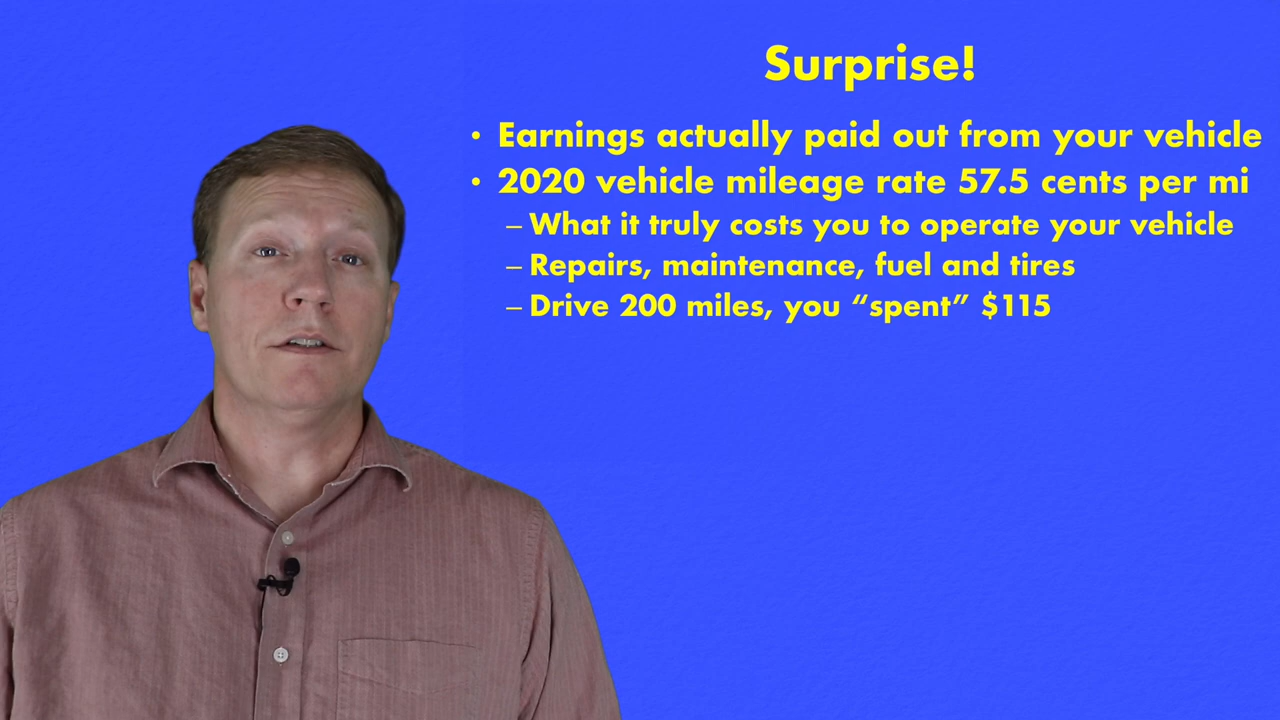 Surprise!
• Earnings actually paid out from your vehicle
• 2020 vehicle mileage rate 57.5 cents per mi
– What it truly costs you to operate your vehicle
– Repairs, maintenance, fuel and tires
– Drive 200 miles, you “spent” $115